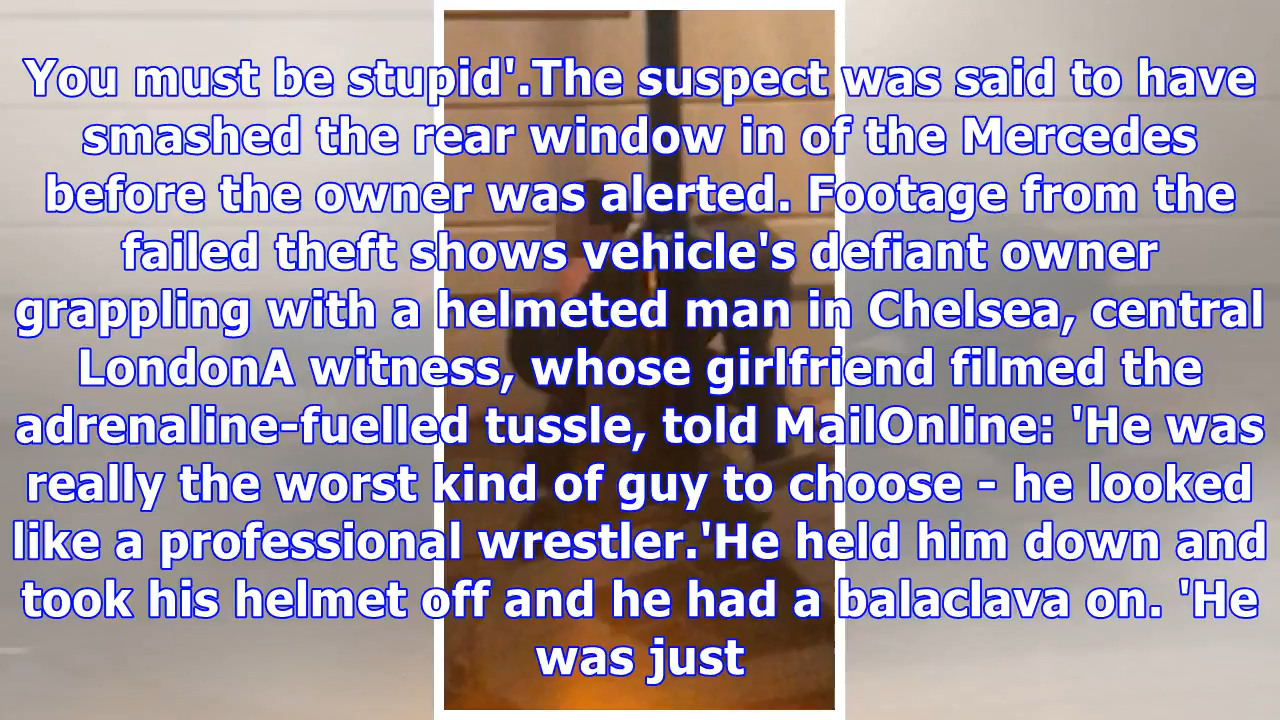 You must be stupid'.The suspect was said to have
smashed the rear window in of the Mercedes
before the owner was alerted. Footage from the
failed theft shows vehicle's defiant owner
grappling with a helmeted man in Chelsea, central
LondonA witness, whose girlfriend filmed the
adrenaline-fuelled tussle, told MailOnline: 'He was
really the worst kind of guy to choose - he looked
like a professional wrestler.'He held him down and
took his helmet off and he had a balaclava on. 'He
was just